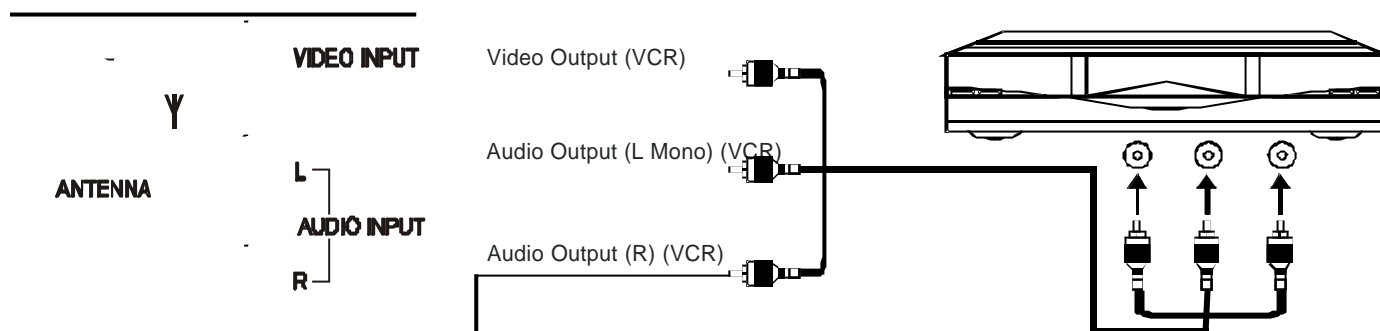 VIDEO INPUT
Video Output (VCR)
Audio Output (L Mono) (VCR)
L
ANTENNA
AUDIO INPUT
Audio Output (R) (VCR)
R